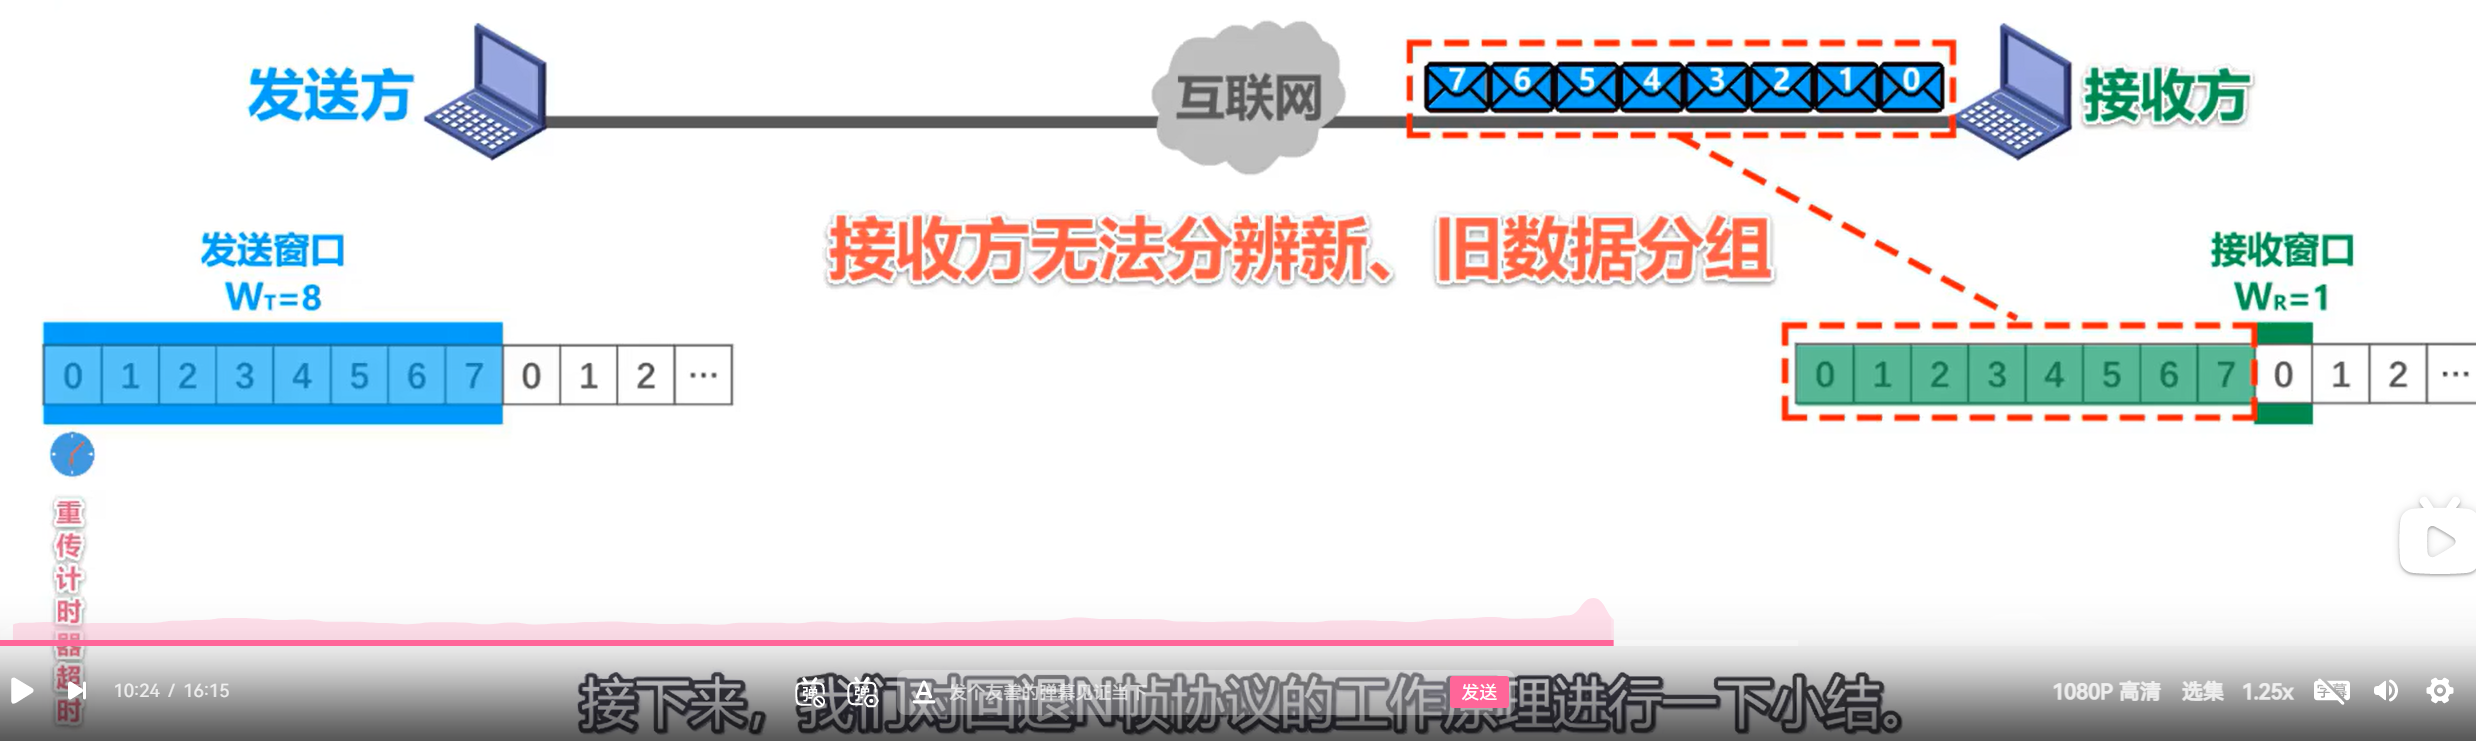 发送方
互联网
7 6 5 4 3 2 1 0
接收方
接收方无法分辨新、旧数据分组
发送窗口
WT=8
接收窗口
WR=1
0 1 2 3 4 5 6 7 0 1 2 ...
0 1 2 3 4 5 6 7 0 1 2 ...
重传计时器超时
接下来，我们对回退N帧协议的工作原理进行一下小结。
10:24 / 16:15
弹 弹 A 发个友善的弹幕见证当下 发送
1080P 高清 选集 1.25x 字幕